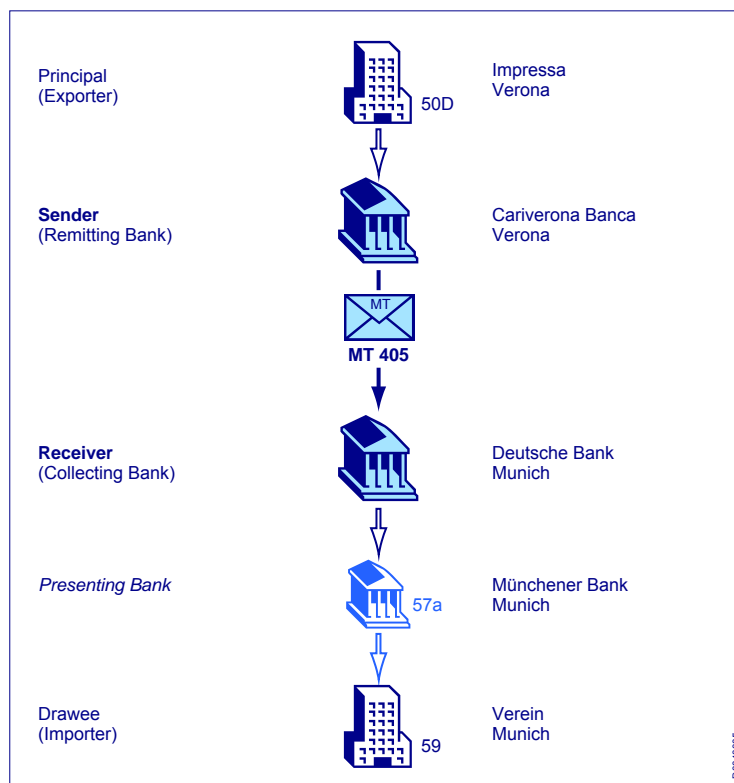 Principal
(Exporter)
50D
Impressa
Verona
Sender
(Remitting Bank)
Cariverona Banca
Verona
MT
MT 405
Receiver
(Collecting Bank)
Deutsche Bank
Munich
Presenting Bank
57a
Münchener Bank
Munich
Drawee
(Importer)
59
Verein
Munich